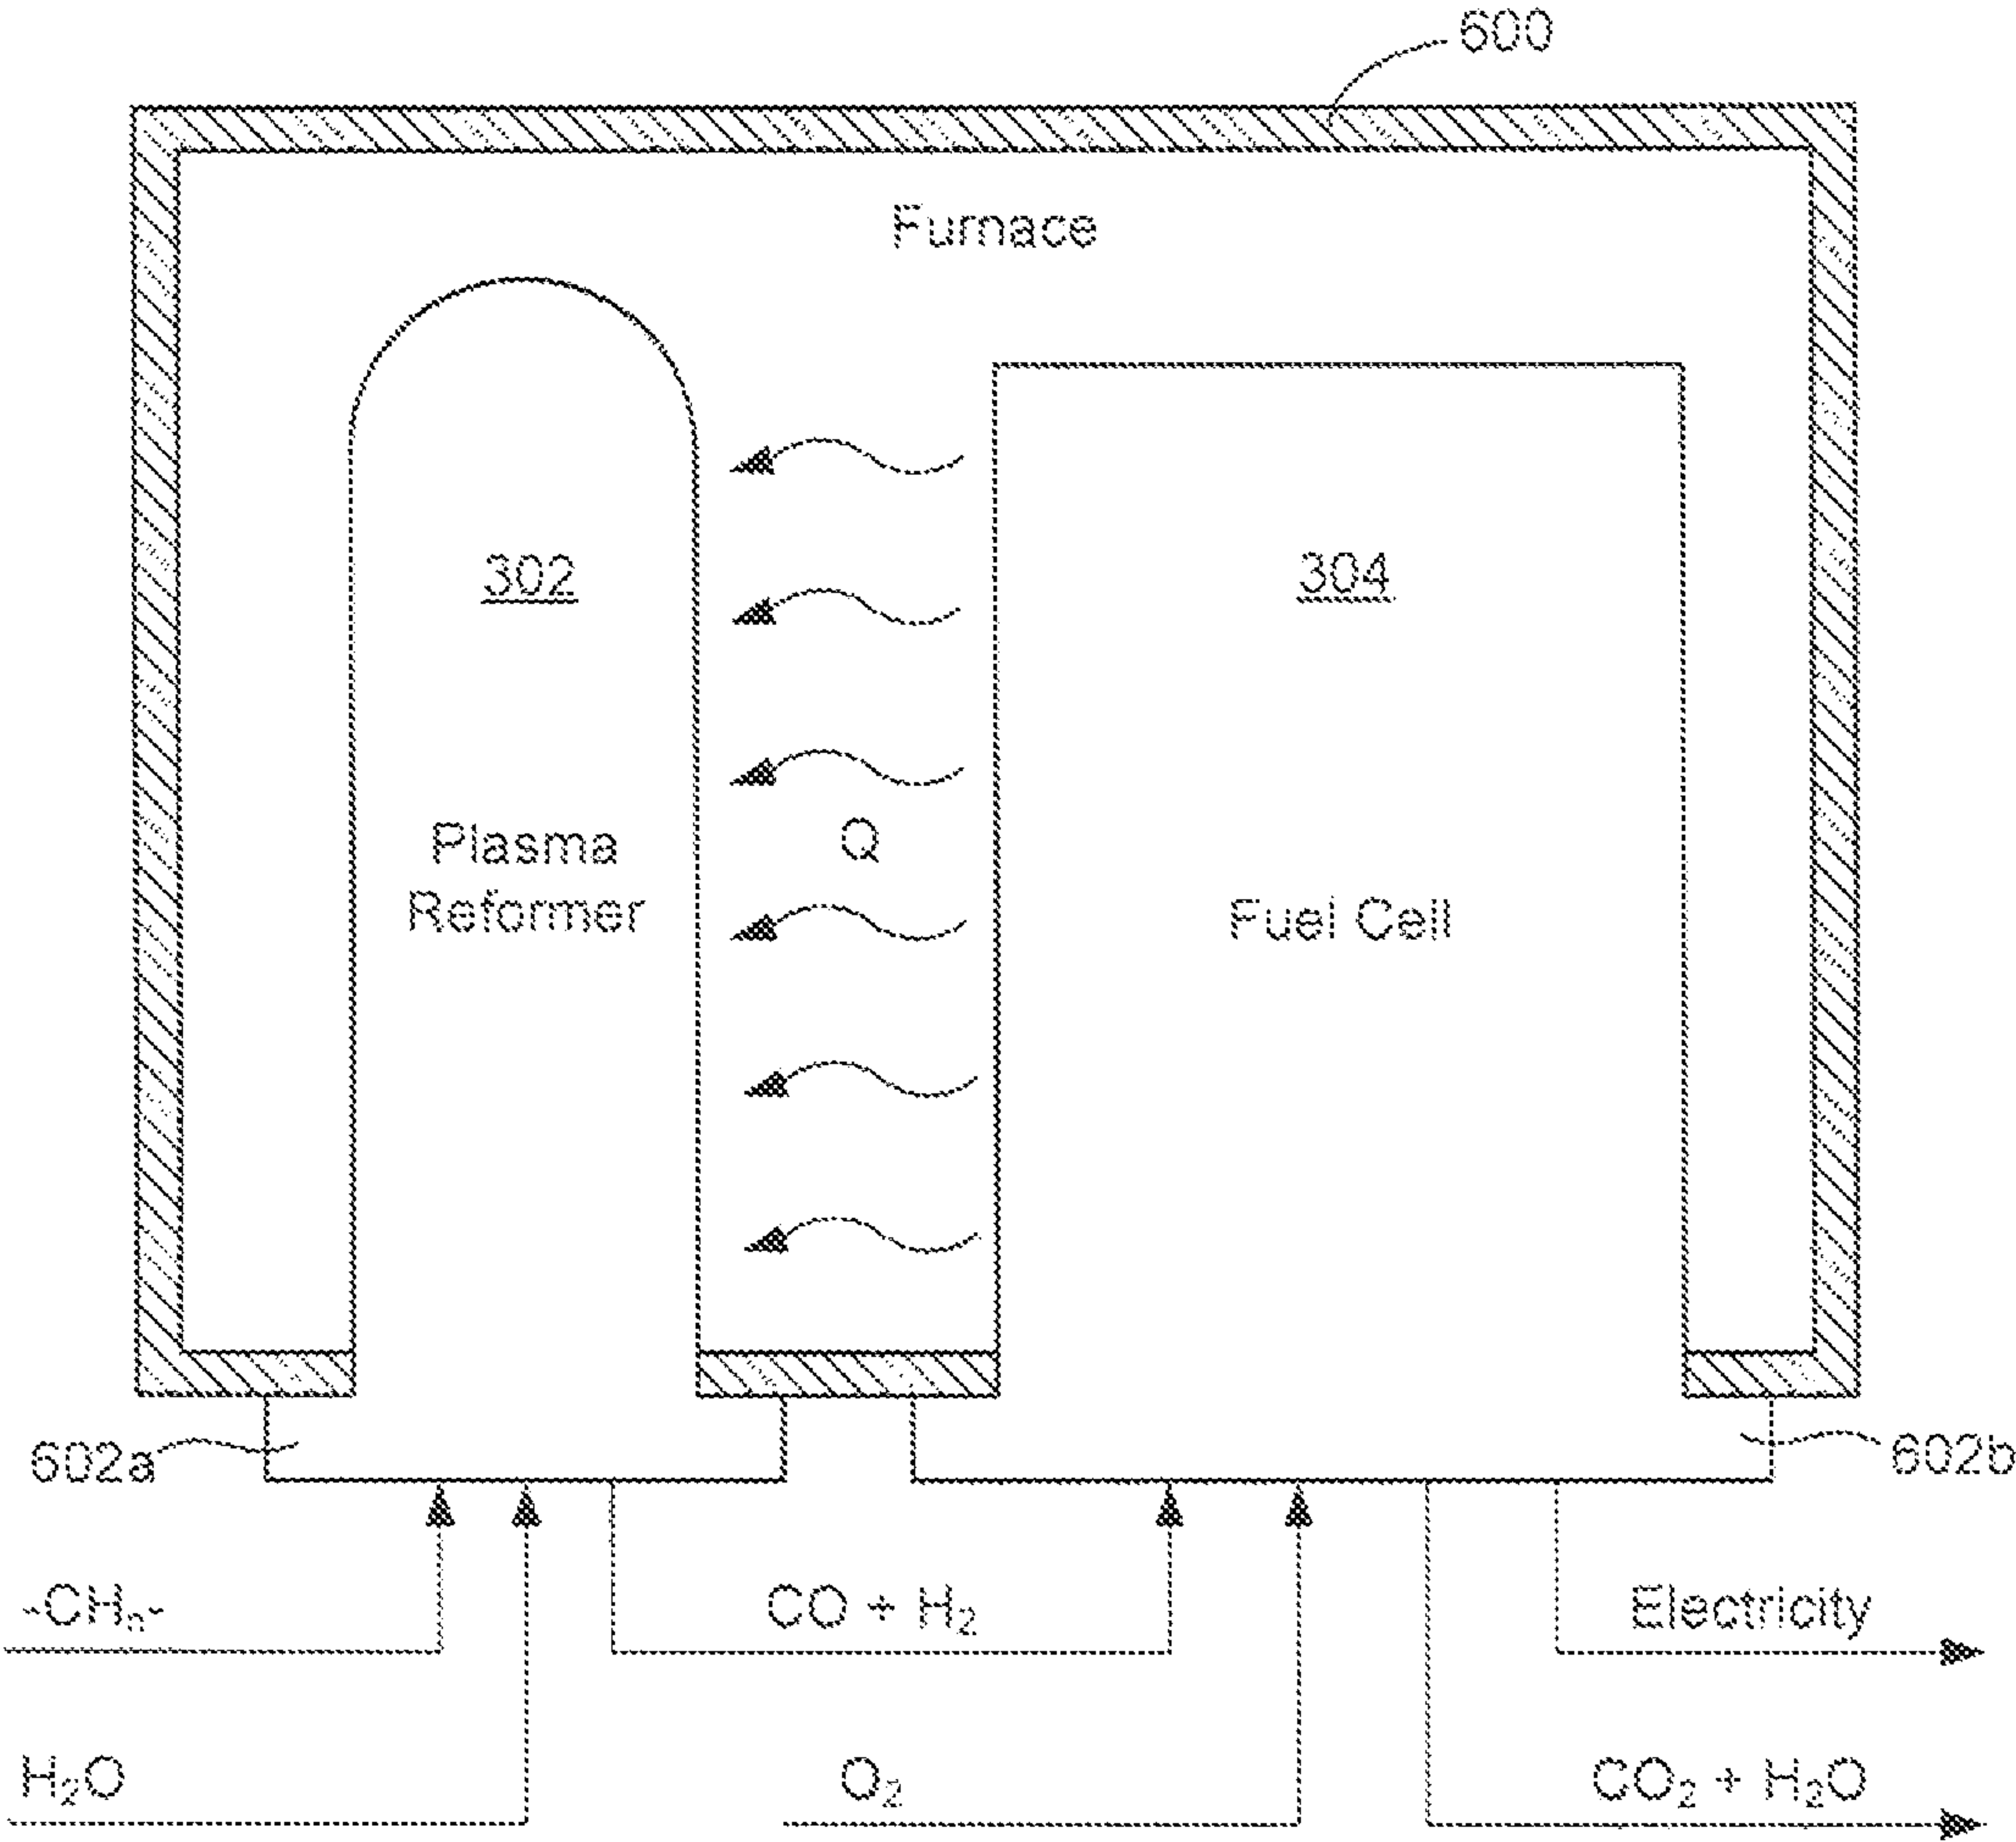 600
Furnace
302
304
Plasma
Reformer
Q
Fuel Cell
602a
602b
-CHₙ-
CO + H₂
Electricity
H₂O
O₂
CO₂ + H₂O